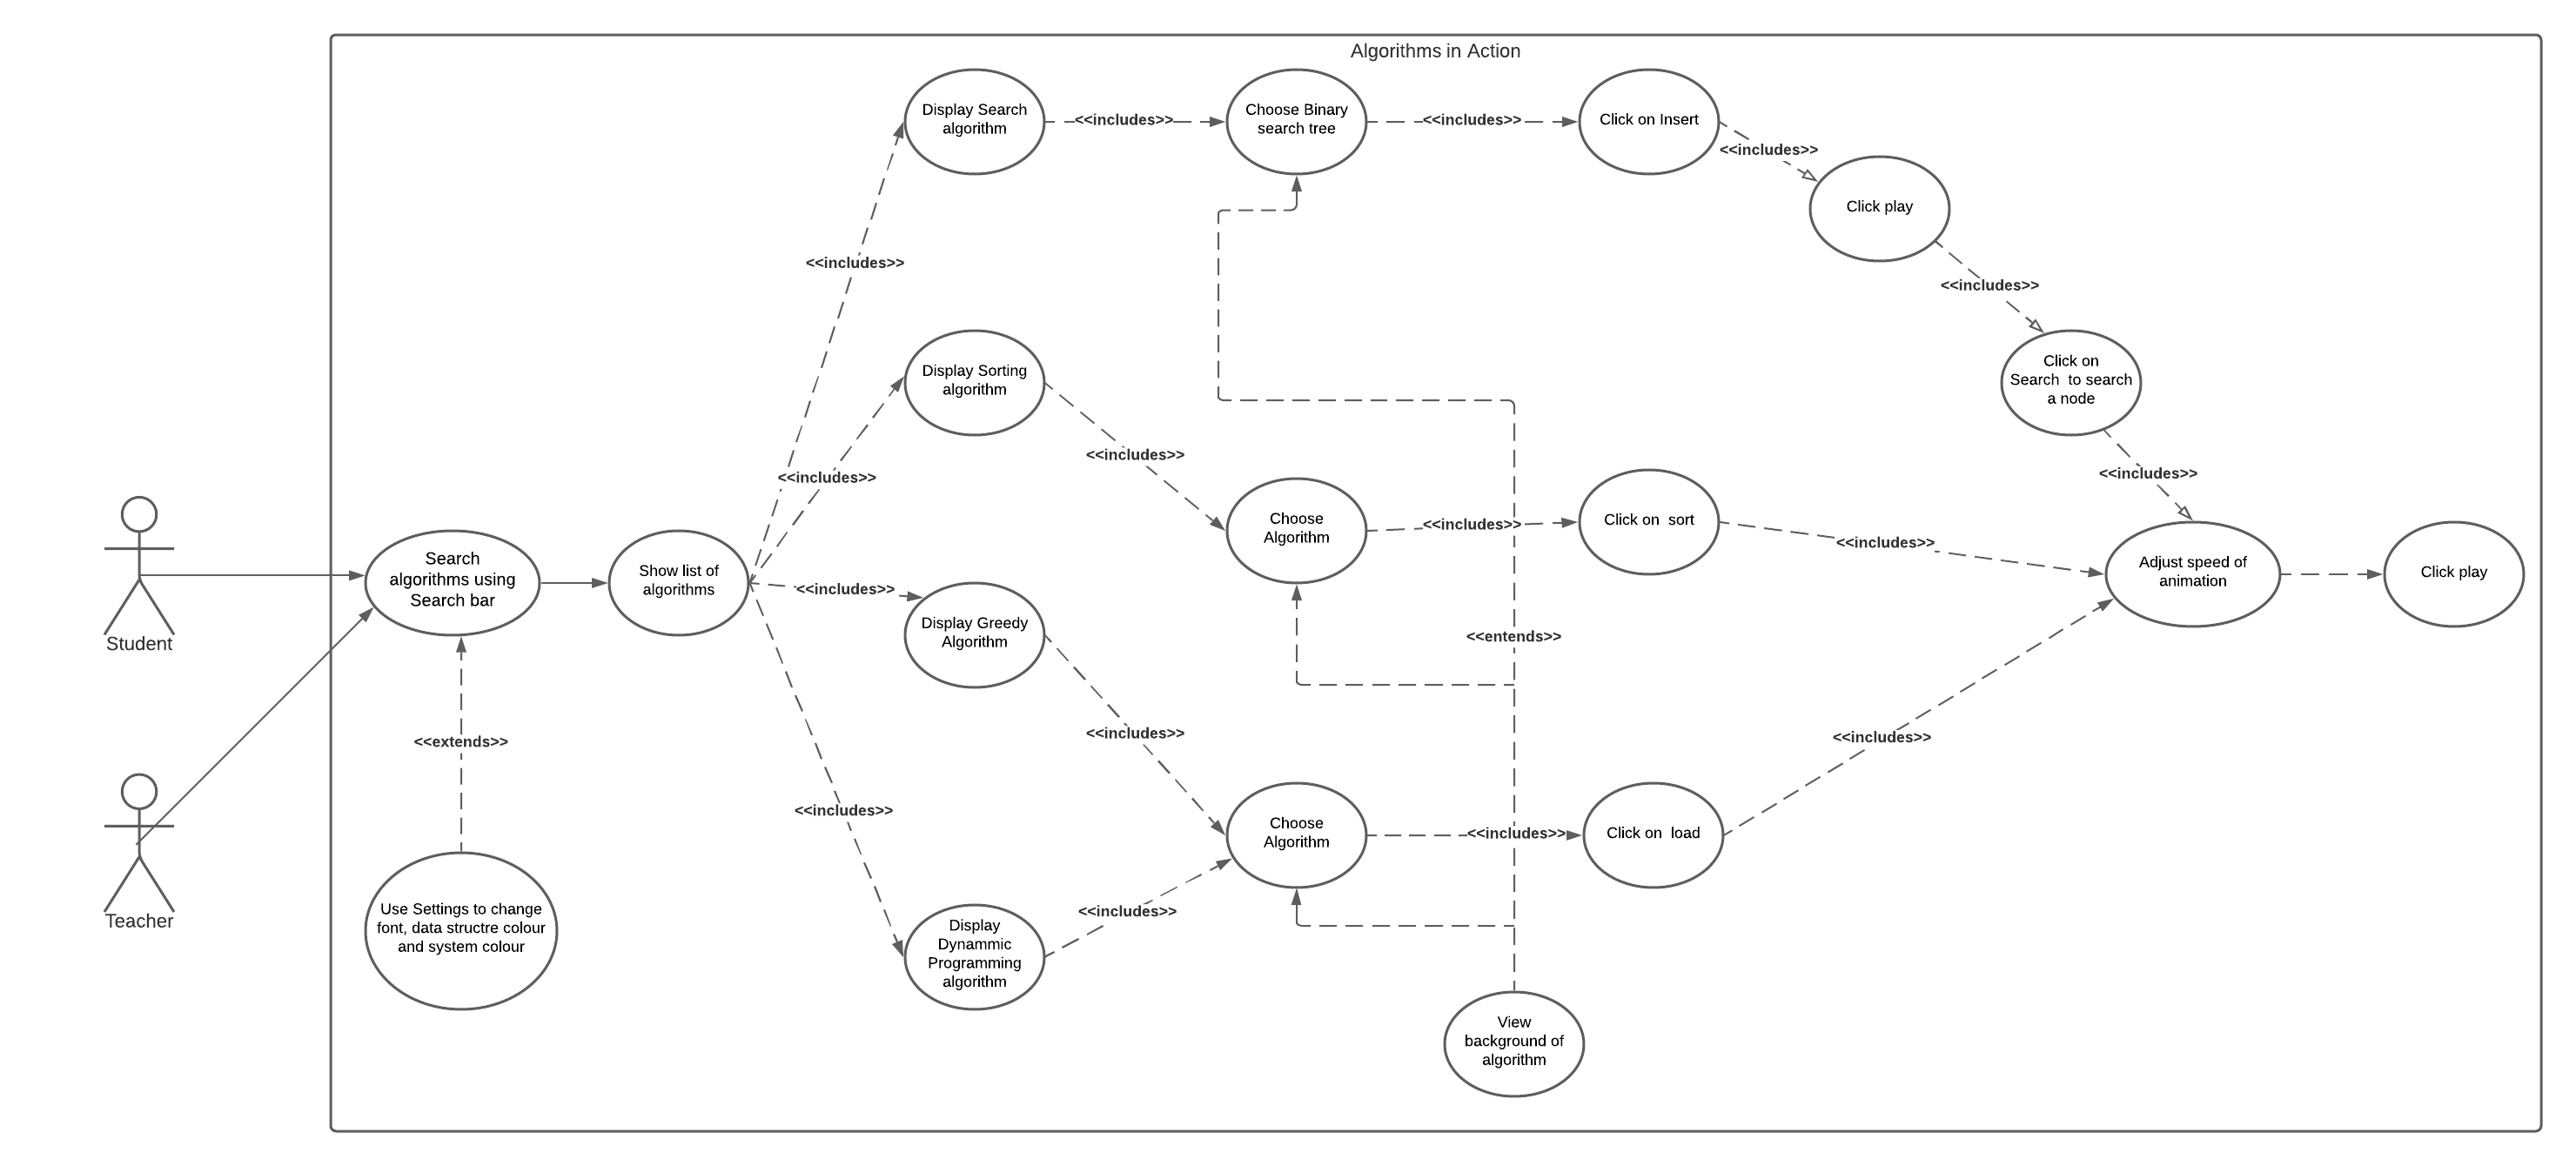 Algorithms in Action
Display Search
algorithm
<<includes>>
Choose Binary
search tree
<<includes>>
Click on Insert
<<includes>>
Click play
<<includes>>
<<includes>>
Click on
Search  to search
a node
<<includes>>
Display Sorting
algorithm
<<includes>>
<<includes>>
Choose
Algorithm
<<includes>>
Click on  sort
<<includes>>
Adjust speed of
animation
Click play
Student
Search
algorithms using
Search bar
Show list of
algorithms
<<includes>>
Display Greedy
Algorithm
<<entends>>
<<extends>>
<<includes>>
<<includes>>
<<includes>>
Choose
Algorithm
<<includes>>
Click on  load
Teacher
Use Settings to change
font, data structre colour
and system colour
<<includes>>
Display
Dynammic
Programming
algorithm
View
background of
algorithm